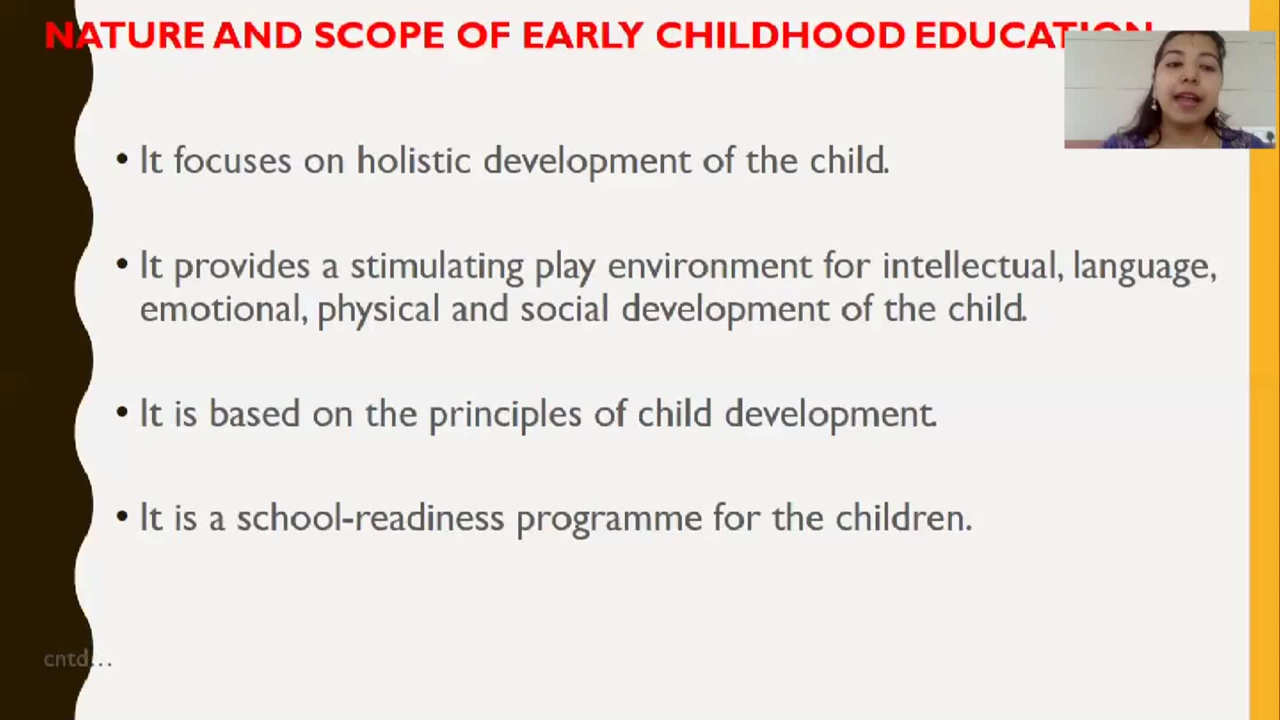 NATURE AND SCOPE OF EARLY CHILDHOOD EDUCATION
• It focuses on holistic development of the child.
• It provides a stimulating play environment for intellectual, language,
emotional, physical and social development of the child.
• It is based on the principles of child development.
• It is a school-readiness programme for the children.
cntd...